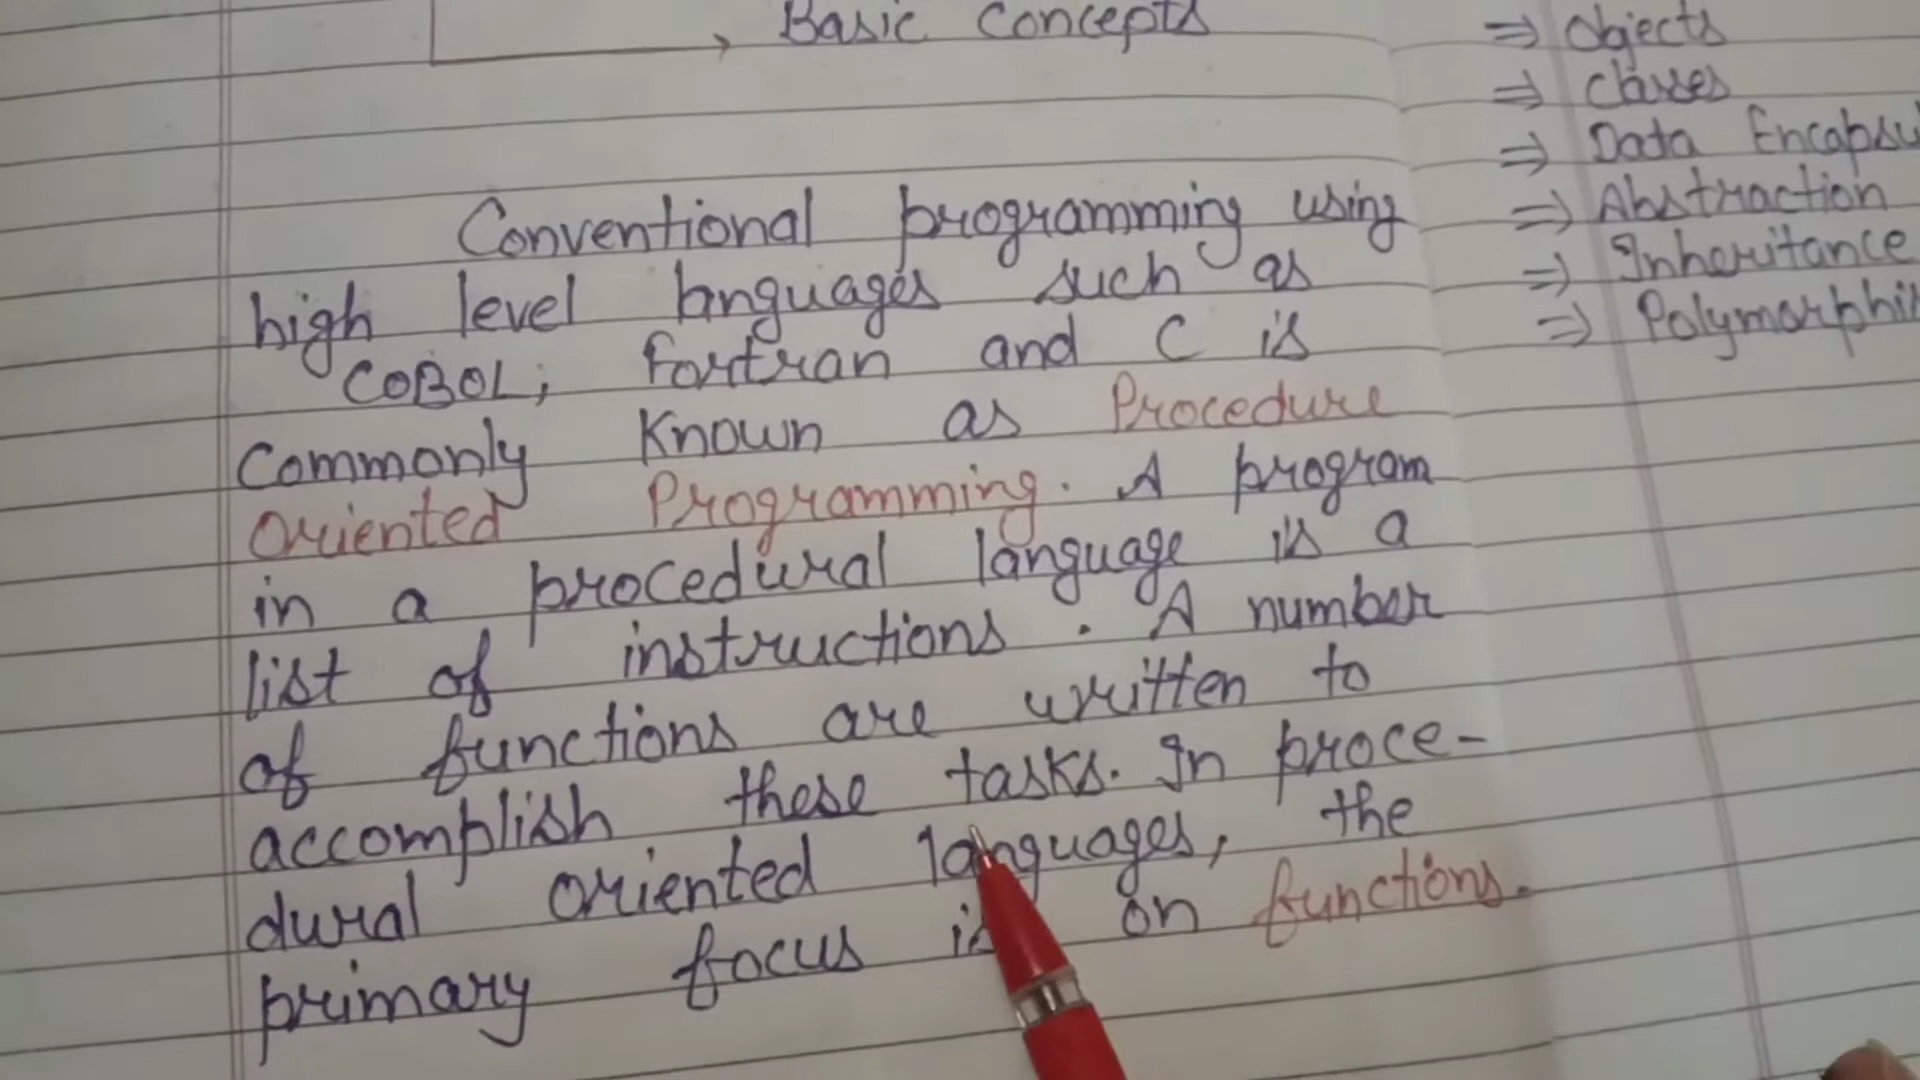 Basic Concepts
⇒ Objects
⇒ Classes
⇒ Data Encapsu
⇒ Abstraction
⇒ Inheritance
⇒ Polymorphi
Conventional programming using
high level languages such as
COBOL, Fortran and C is
Commonly Known as Procedure
Oriented Programming. A program
in a procedural language is a
list of instructions. A number
of functions are written to
accomplish these tasks. In proce-
dural oriented languages, the
primary focus is on functions.